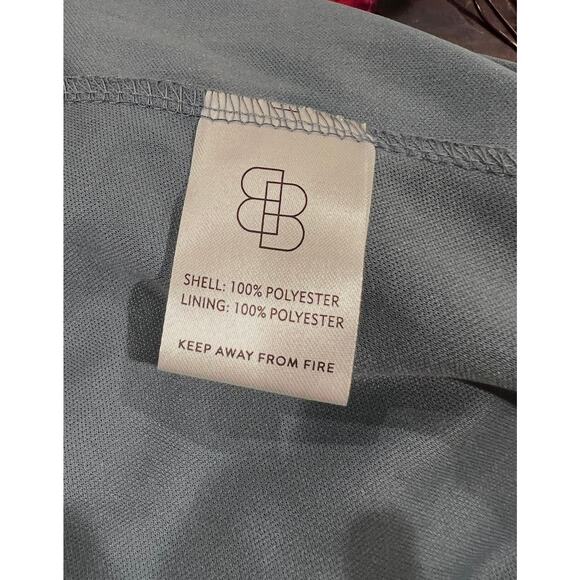 SHELL: 100% POLYESTER
LINING: 100% POLYESTER
KEEP AWAY FROM FIRE